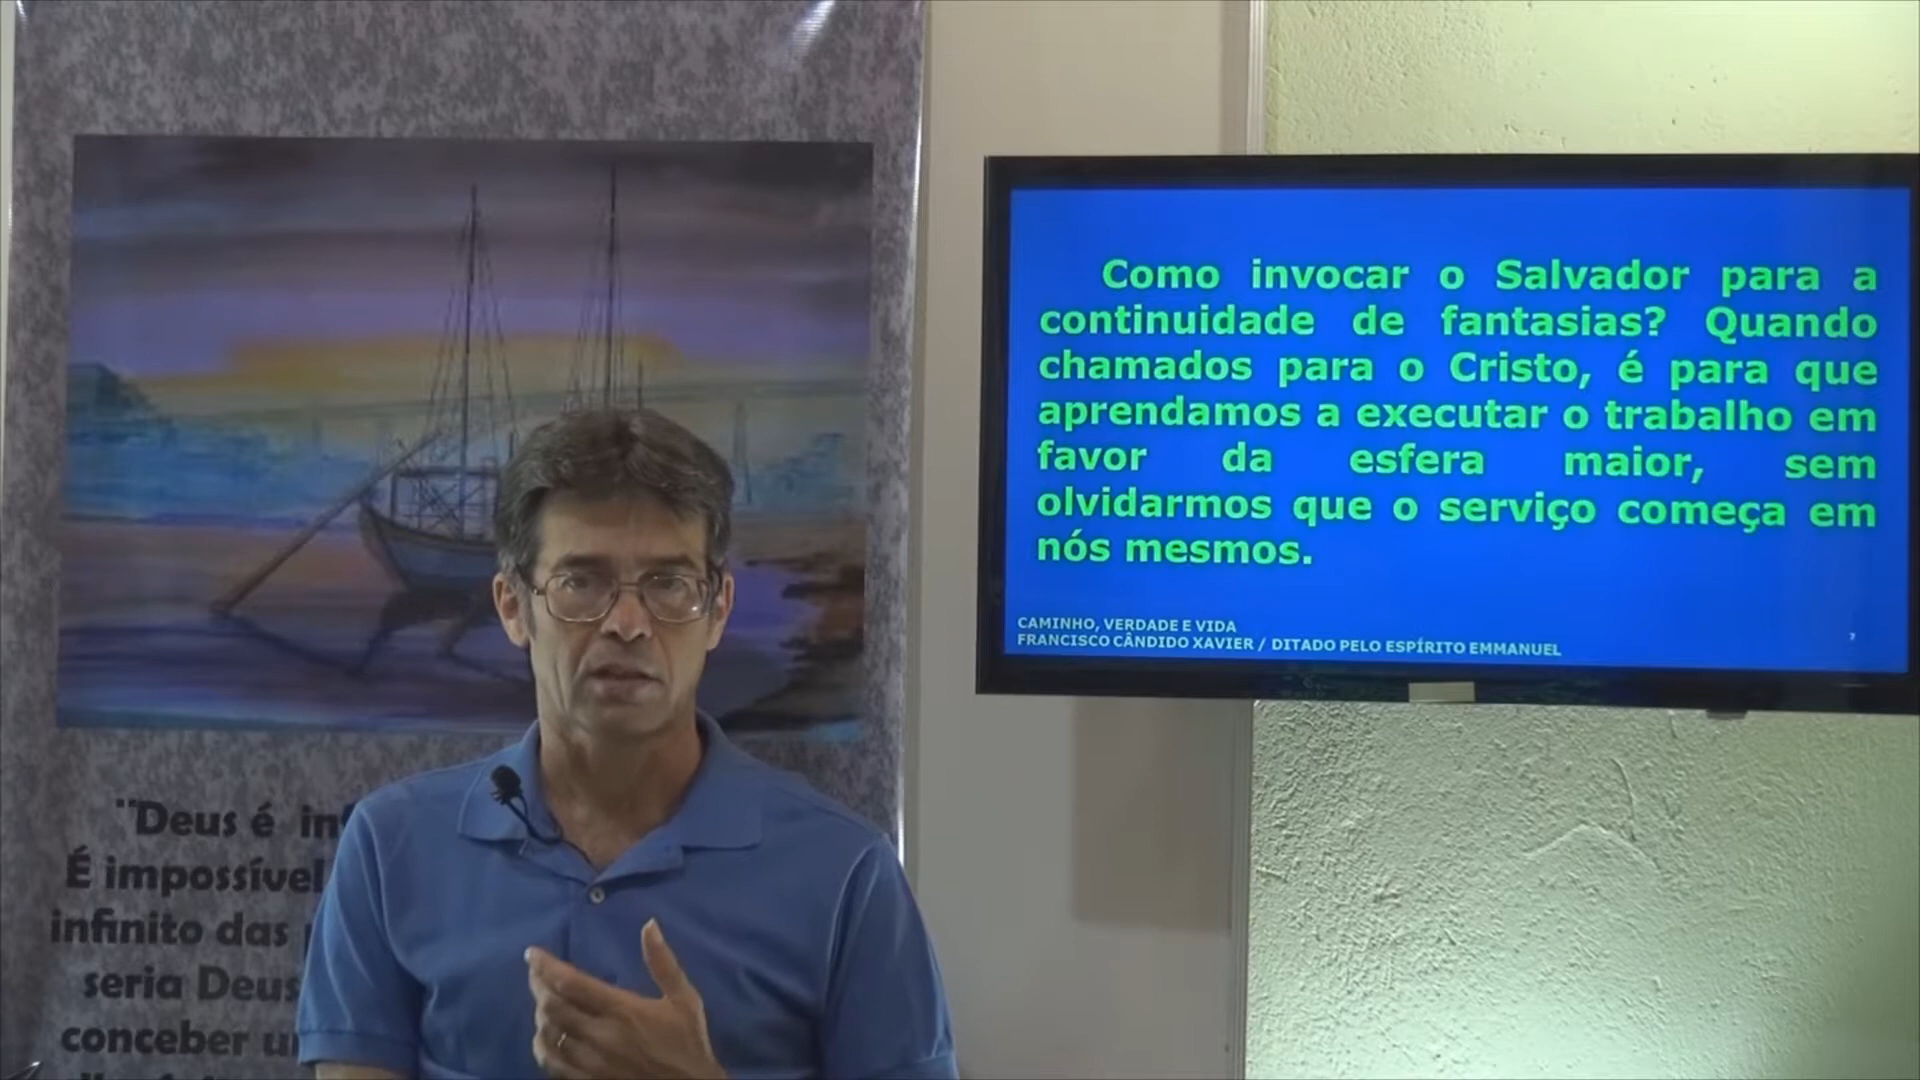 Como invocar o Salvador para a
continuidade de fantasias? Quando
chamados para o Cristo, é para que
aprendamos a executar o trabalho em
favor da esfera maior, sem
olvidarmos que o serviço começa em
nós mesmos.
CAMINHO, VERDADE E VIDA
FRANCISCO CÂNDIDO XAVIER / DITADO PELO ESPÍRITO EMMANUEL
7
¨Deus é
É impossível
infinito das
seria Deus
conceber